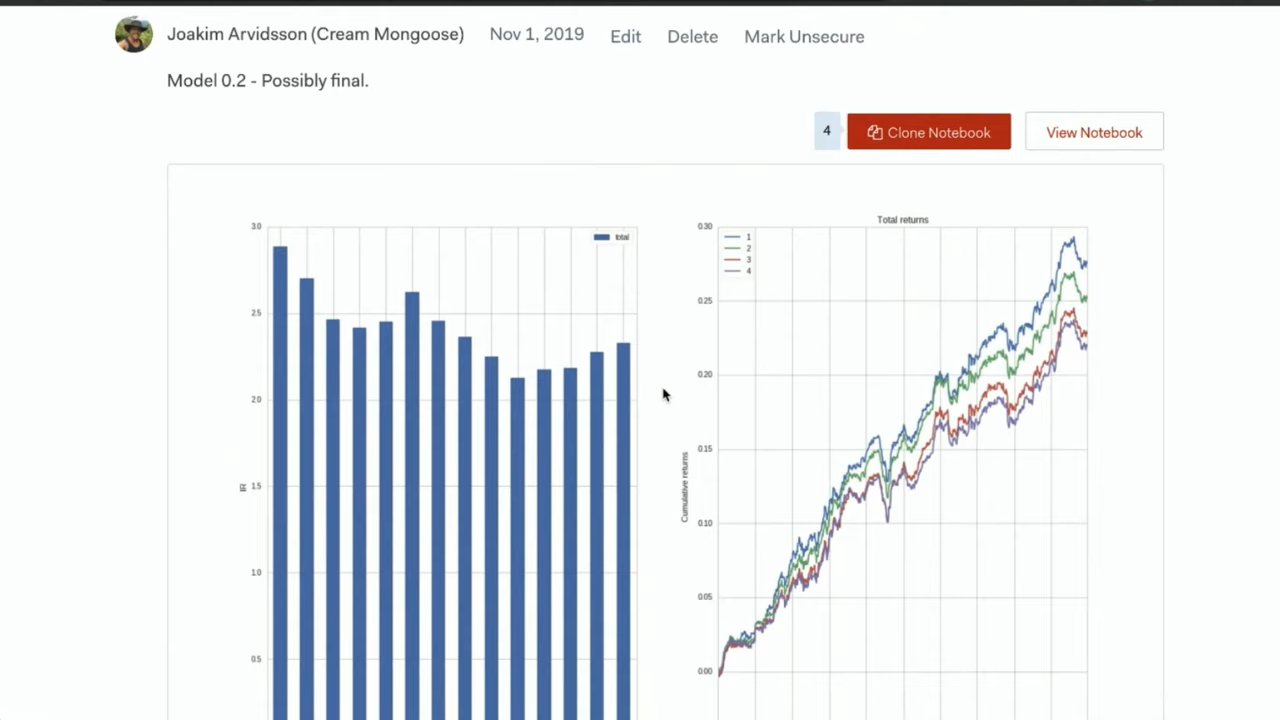 Joakim Arvidsson (Cream Mongoose) Nov 1, 2019 Edit Delete Mark Unsecure
Model 0.2 - Possibly final.
4 Clone Notebook View Notebook
total
IR
3.0
2.5
2.0
1.5
1.0
0.5
Total returns
1
2
3
4
Cumulative returns
0.30
0.25
0.20
0.15
0.10
0.05
0.00